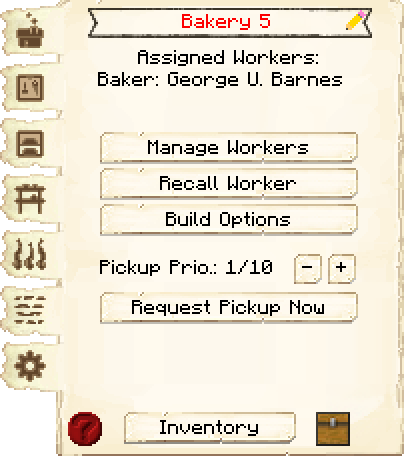 Bakery 5
Assigned Workers:
Baker: George U. Barnes
Manage Workers
Recall Worker
Build Options
Pickup Prio.: 1/10 - +
Request Pickup Now
? Inventory